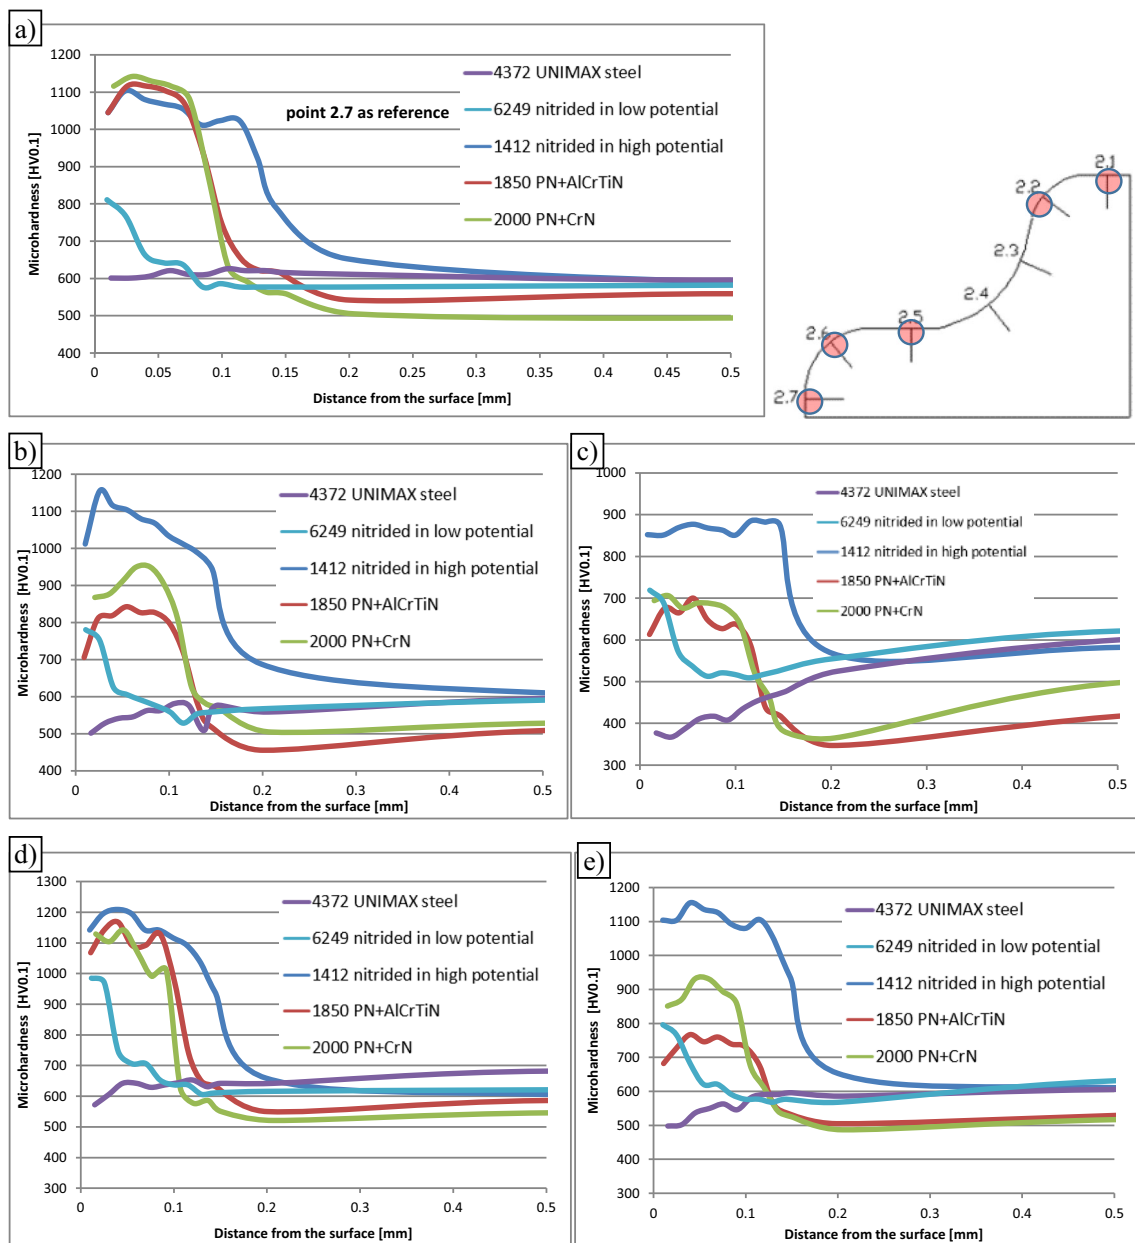 a)
1200
1100
1000
900
800
700
600
500
400
Microhardness [HV0.1]
4372 UNIMAX steel
6249 nitrided in low potential
point 2.7 as reference
1412 nitrided in high potential
1850 PN+AlCrTiN
2000 PN+CrN
0 0.05 0.1 0.15 0.2 0.25 0.3 0.35 0.4 0.45 0.5
Distance from the surface [mm]
2.1
2.2
2.3
2.4
2.5
2.6
2.7
b)
1200
1100
1000
900
800
700
600
500
400
Microhardness [HV0.1]
4372 UNIMAX steel
6249 nitrided in low potential
1412 nitrided in high potential
1850 PN+AlCrTiN
2000 PN+CrN
0 0.1 0.2 0.3 0.4 0.5
Distance from the surface [mm]
c)
1000
900
800
700
600
500
400
300
Microhardness [HV0.1]
4372 UNIMAX steel
6249 nitrided in low potential
1412 nitrided in high potential
1850 PN+AlCrTiN
2000 PN+CrN
0 0.1 0.2 0.3 0.4 0.5
Distance from the surface [mm]
d)
1300
1200
1100
1000
900
800
700
600
500
400
300
Microhardness [HV0.1]
4372 UNIMAX steel
6249 nitrided in low potential
1412 nitrided in high potential
1850 PN+AlCrTiN
2000 PN+CrN
0 0.1 0.2 0.3 0.4 0.5
Distance from the surface [mm]
e)
1200
1100
1000
900
800
700
600
500
400
300
Microhardness [HV0.1]
4372 UNIMAX steel
6249 nitrided in low potential
1412 nitrided in high potential
1850 PN+AlCrTiN
2000 PN+CrN
0 0.1 0.2 0.3 0.4 0.5
Distance from the surface [mm]